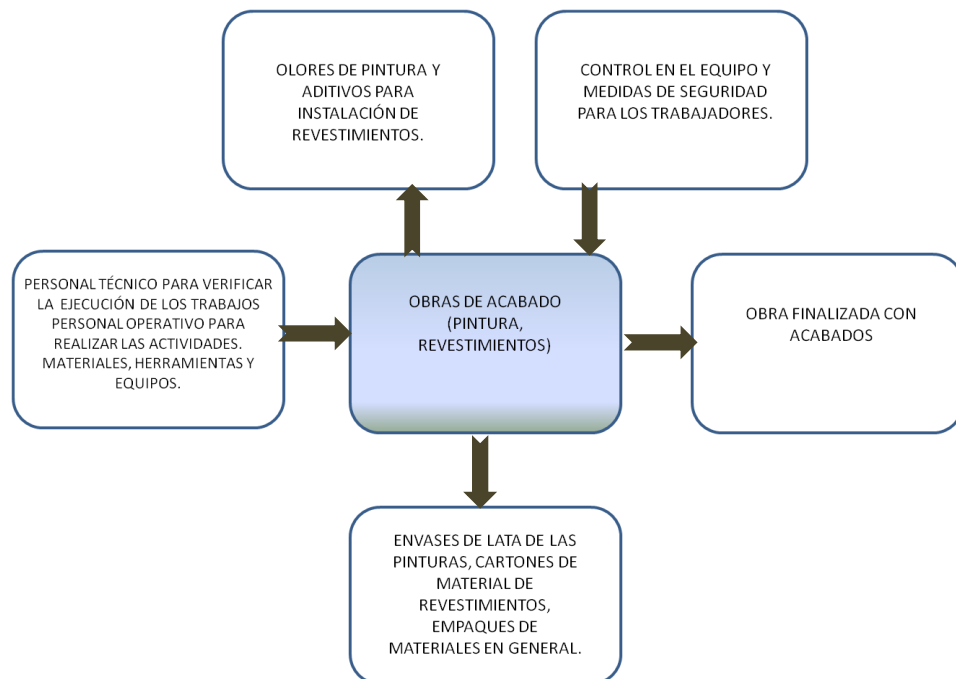 OLORES DE PINTURA Y
ADITIVOS PARA
INSTALACIÓN DE
REVESTIMIENTOS.
CONTROL EN EL EQUIPO Y
MEDIDAS DE SEGURIDAD
PARA LOS TRABAJADORES.
PERSONAL TÉCNICO PARA VERIFICAR
LA EJECUCIÓN DE LOS TRABAJOS
PERSONAL OPERATIVO PARA
REALIZAR LAS ACTIVIDADES.
MATERIALES, HERRAMIENTAS Y
EQUIPOS.
OBRAS DE ACABADO
(PINTURA,
REVESTIMIENTOS)
OBRA FINALIZADA CON
ACABADOS
ENVASES DE LATA DE LAS
PINTURAS, CARTONES DE
MATERIAL DE
REVESTIMIENTOS,
EMPAQUES DE
MATERIALES EN GENERAL.